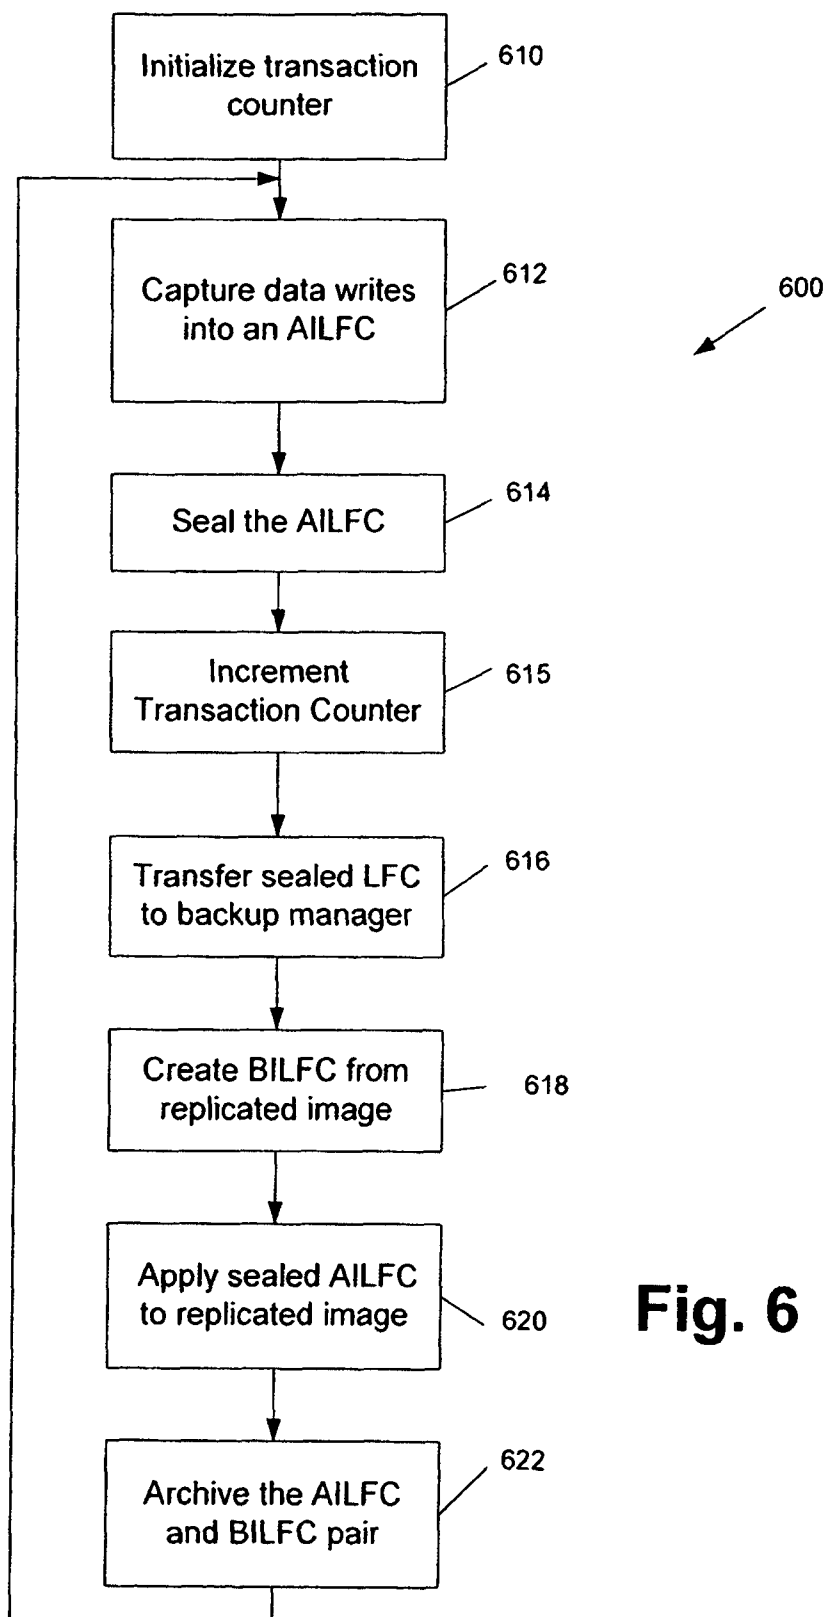 Initialize transaction
counter
610
Capture data writes
into an AILFC
612
600
Seal the AILFC
614
Increment
Transaction Counter
615
Transfer sealed LFC
to backup manager
616
Create BILFC from
replicated image
618
Apply sealed AILFC
to replicated image
620
Fig. 6
Archive the AILFC
and BILFC pair
622